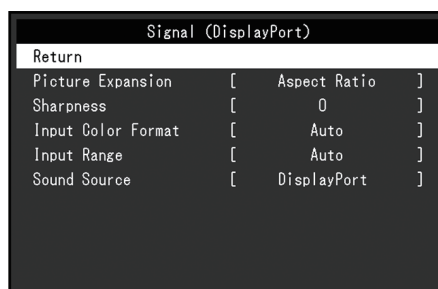 Signal (DisplayPort)
Return
Picture Expansion [ Aspect Ratio ]
Sharpness [ 0 ]
Input Color Format [ Auto ]
Input Range [ Auto ]
Sound Source [ DisplayPort ]